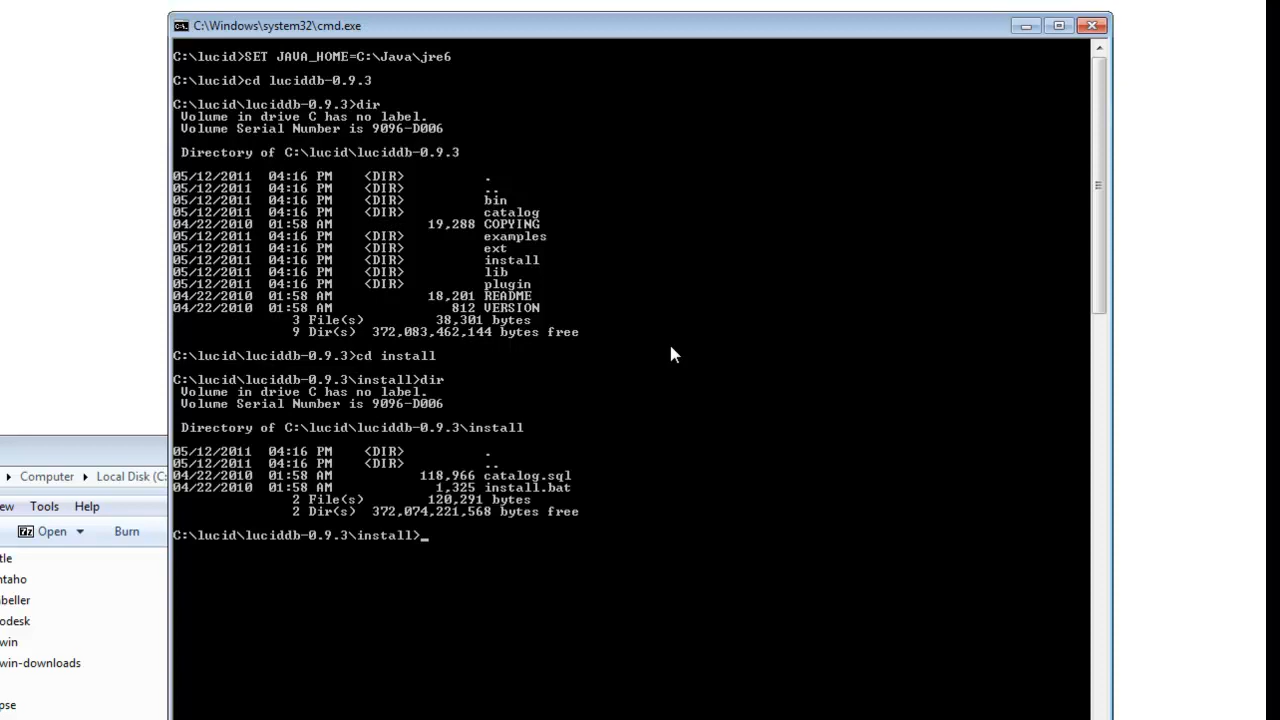 C:\Windows\system32\cmd.exe
C:\lucid>SET JAVA_HOME=C:\Java\jre6
C:\lucid>cd luciddb-0.9.3
C:\lucid\luciddb-0.9.3>dir
Volume in drive C has no label.
Volume Serial Number is 9096-D006
Directory of C:\lucid\luciddb-0.9.3
05/12/2011 04:16 PM <DIR> .
05/12/2011 04:16 PM <DIR> ..
05/12/2011 04:16 PM <DIR> bin
05/12/2011 04:16 PM <DIR> catalog
04/22/2010 01:58 AM 19,288 COPYING
05/12/2011 04:16 PM <DIR> examples
05/12/2011 04:16 PM <DIR> ext
05/12/2011 04:16 PM <DIR> install
05/12/2011 04:16 PM <DIR> lib
05/12/2011 04:16 PM <DIR> plugin
04/22/2010 01:58 AM 18,201 README
04/22/2010 01:58 AM 812 VERSION
3 File(s) 38,301 bytes
9 Dir(s) 372,083,462,144 bytes free
C:\lucid\luciddb-0.9.3>cd install
C:\lucid\luciddb-0.9.3\install>dir
Volume in drive C has no label.
Volume Serial Number is 9096-D006
Directory of C:\lucid\luciddb-0.9.3\install
05/12/2011 04:16 PM <DIR> .
05/12/2011 04:16 PM <DIR> ..
04/22/2010 01:58 AM 118,966 catalog.sql
04/22/2010 01:58 AM 1,325 install.bat
2 File(s) 120,291 bytes
2 Dir(s) 372,074,221,568 bytes free
C:\lucid\luciddb-0.9.3\install>_
Computer Local Disk (C:
ew Tools Help
7z Open Burn
tle
ntaho
abeller
odesk
win
win-downloads
pse